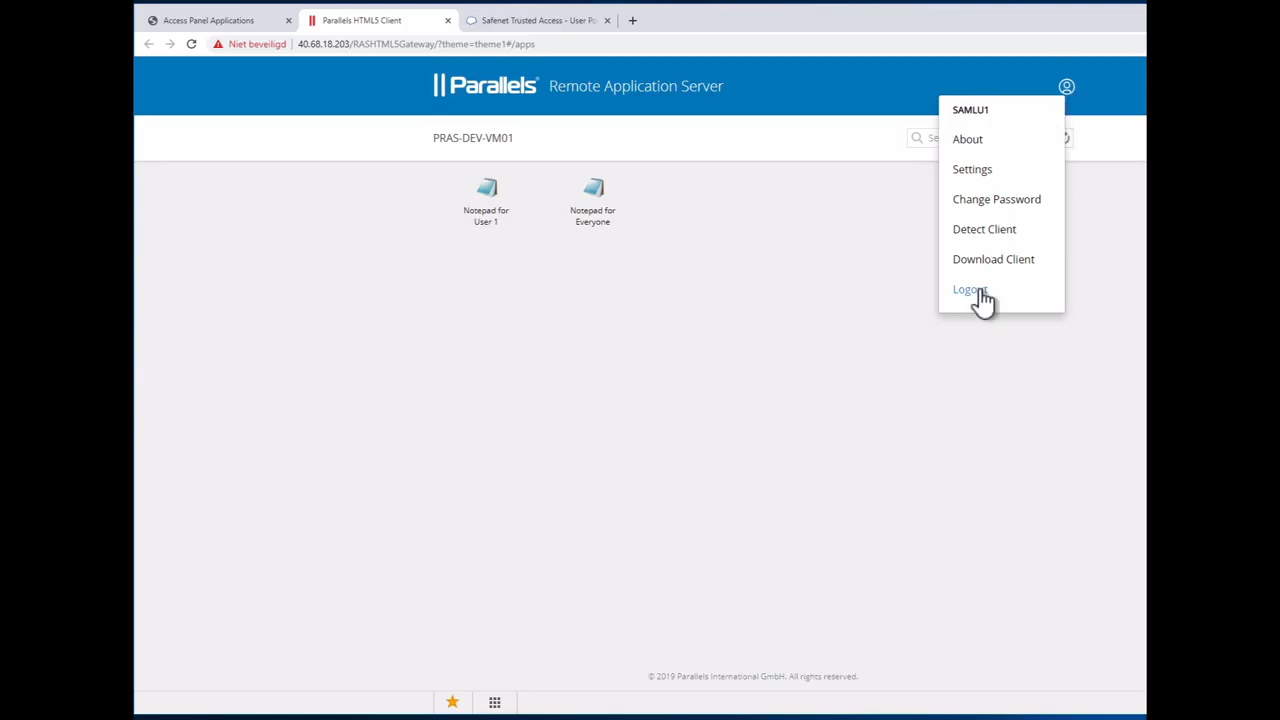 Access Panel Applications
Parallels HTML5 Client
Safenet Trusted Access - User Po
Niet beveiligd
40.68.18.203/RASHTML5Gateway/?theme=theme1#/apps
Parallels® Remote Application Server
PRAS-DEV-VM01
Se
SAMLU1
About
Settings
Change Password
Detect Client
Download Client
Logout
Notepad for
User 1
Notepad for
Everyone
© 2019 Parallels International GmbH. All rights reserved.